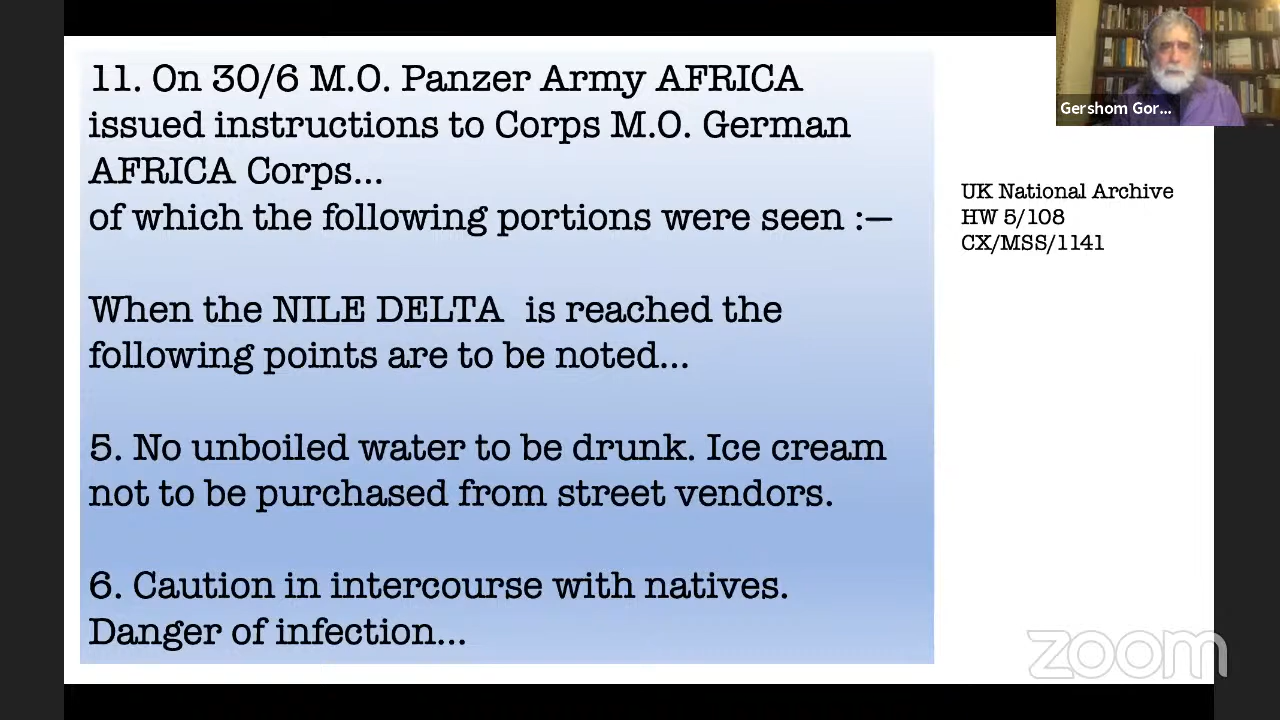 11. On 30/6 M.O. Panzer Army AFRICA
issued instructions to Corps M.O. German
AFRICA Corps...
of which the following portions were seen :—
When the NILE DELTA is reached the
following points are to be noted...
5. No unboiled water to be drunk. Ice cream
not to be purchased from street vendors.
6. Caution in intercourse with natives.
Danger of infection...
UK National Archive
HW 5/108
CX/MSS/1141
Gershom Gor...
zoom